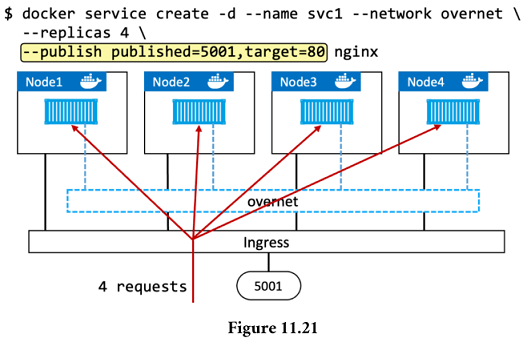 $ docker service create -d --name svc1 --network overnet \
--replicas 4 \
--publish published=5001,target=80 nginx
Node1
Node2
Node3
Node4
overnet
Ingress
4 requests
5001
Figure 11.21